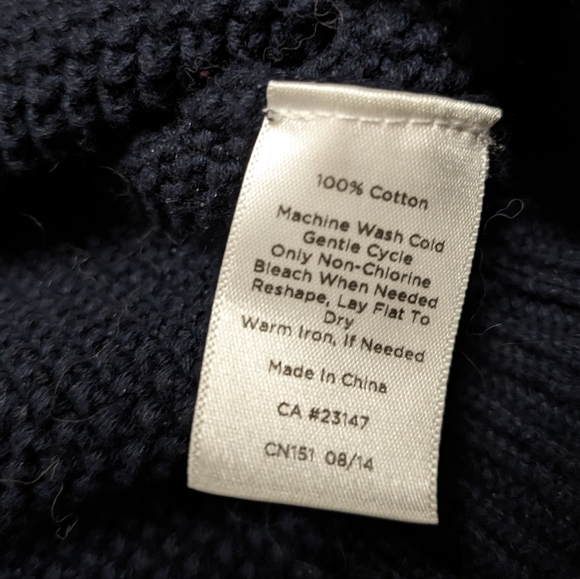 100% Cotton
Machine Wash Cold
Gentle Cycle
Only Non-Chlorine
Bleach When Needed
Reshape, Lay Flat To
Dry
Warm Iron, If Needed
Made In China
CA #23147
CN151 08/14